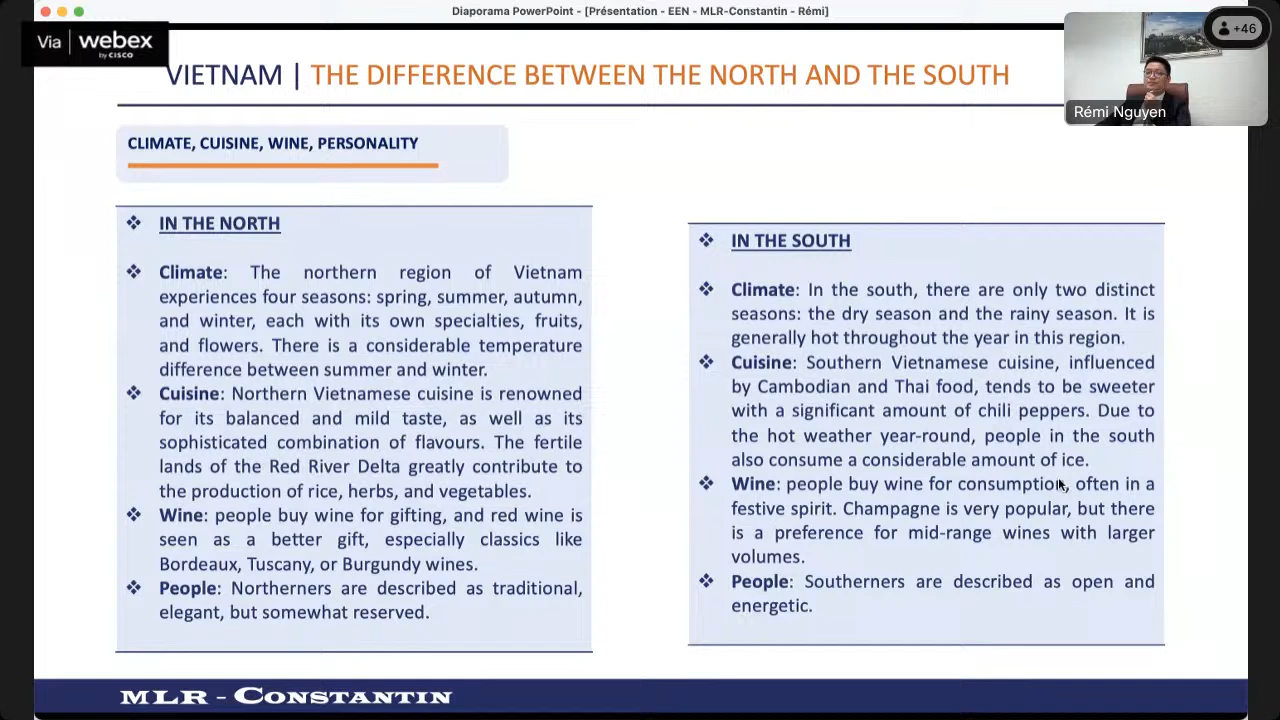 Diaporama PowerPoint - [Présentation - EEN - MLR-Constantin - Rémi]
Via webex
by CISCO
+46
Rémi Nguyen
VIETNAM | THE DIFFERENCE BETWEEN THE NORTH AND THE SOUTH
CLIMATE, CUISINE, WINE, PERSONALITY
❖ IN THE NORTH
❖ Climate: The northern region of Vietnam
experiences four seasons: spring, summer, autumn,
and winter, each with its own specialties, fruits,
and flowers. There is a considerable temperature
difference between summer and winter.
❖ Cuisine: Northern Vietnamese cuisine is renowned
for its balanced and mild taste, as well as its
sophisticated combination of flavours. The fertile
lands of the Red River Delta greatly contribute to
the production of rice, herbs, and vegetables.
❖ Wine: people buy wine for gifting, and red wine is
seen as a better gift, especially classics like
Bordeaux, Tuscany, or Burgundy wines.
❖ People: Northerners are described as traditional,
elegant, but somewhat reserved.
❖ IN THE SOUTH
❖ Climate: In the south, there are only two distinct
seasons: the dry season and the rainy season. It is
generally hot throughout the year in this region.
❖ Cuisine: Southern Vietnamese cuisine, influenced
by Cambodian and Thai food, tends to be sweeter
with a significant amount of chili peppers. Due to
the hot weather year-round, people in the south
also consume a considerable amount of ice.
❖ Wine: people buy wine for consumption, often in a
festive spirit. Champagne is very popular, but there
is a preference for mid-range wines with larger
volumes.
❖ People: Southerners are described as open and
energetic.
MLR - Constantin